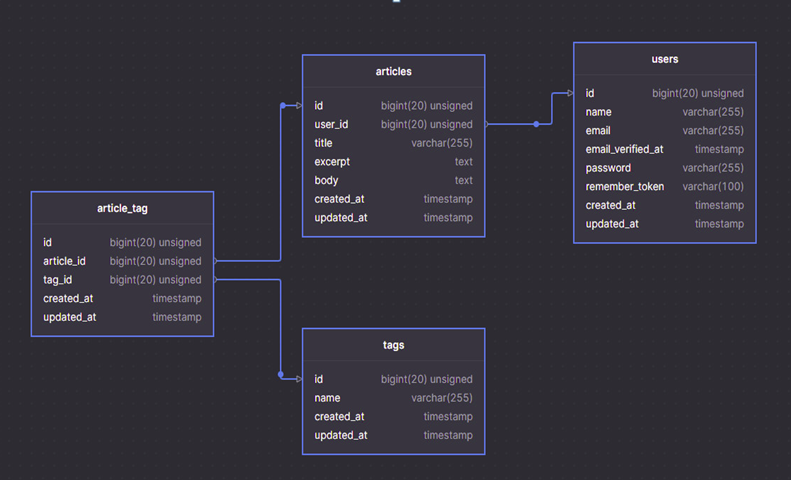 articles
id bigint(20) unsigned
user_id bigint(20) unsigned
title varchar(255)
excerpt text
body text
created_at timestamp
updated_at timestamp
users
id bigint(20) unsigned
name varchar(255)
email varchar(255)
email_verified_at timestamp
password varchar(255)
remember_token varchar(100)
created_at timestamp
updated_at timestamp
article_tag
id bigint(20) unsigned
article_id bigint(20) unsigned
tag_id bigint(20) unsigned
created_at timestamp
updated_at timestamp
tags
id bigint(20) unsigned
name varchar(255)
created_at timestamp
updated_at timestamp